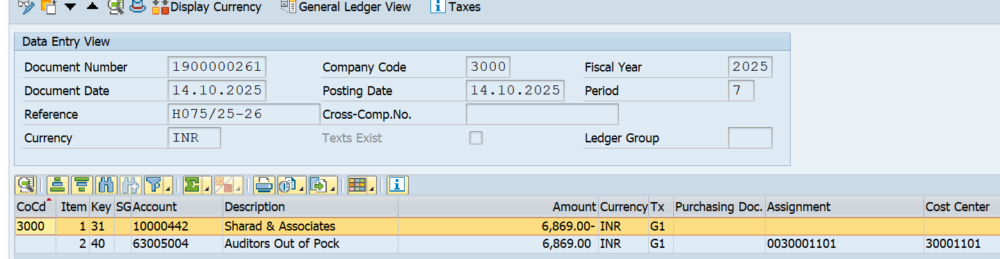 Display Currency General Ledger View Taxes
Data Entry View
Document Number 1900000261 Company Code 3000 Fiscal Year 2025
Document Date 14.10.2025 Posting Date 14.10.2025 Period 7
Reference H075/25-26 Cross-Comp.No.
Currency INR Texts Exist Ledger Group
CoCd Item Key SG Account Description Amount Currency Tx Purchasing Doc. Assignment Cost Center
3000 1 31 10000442 Sharad & Associates 6,869.00- INR G1
2 40 63005004 Auditors Out of Pock 6,869.00 INR G1 0030001101 30001101